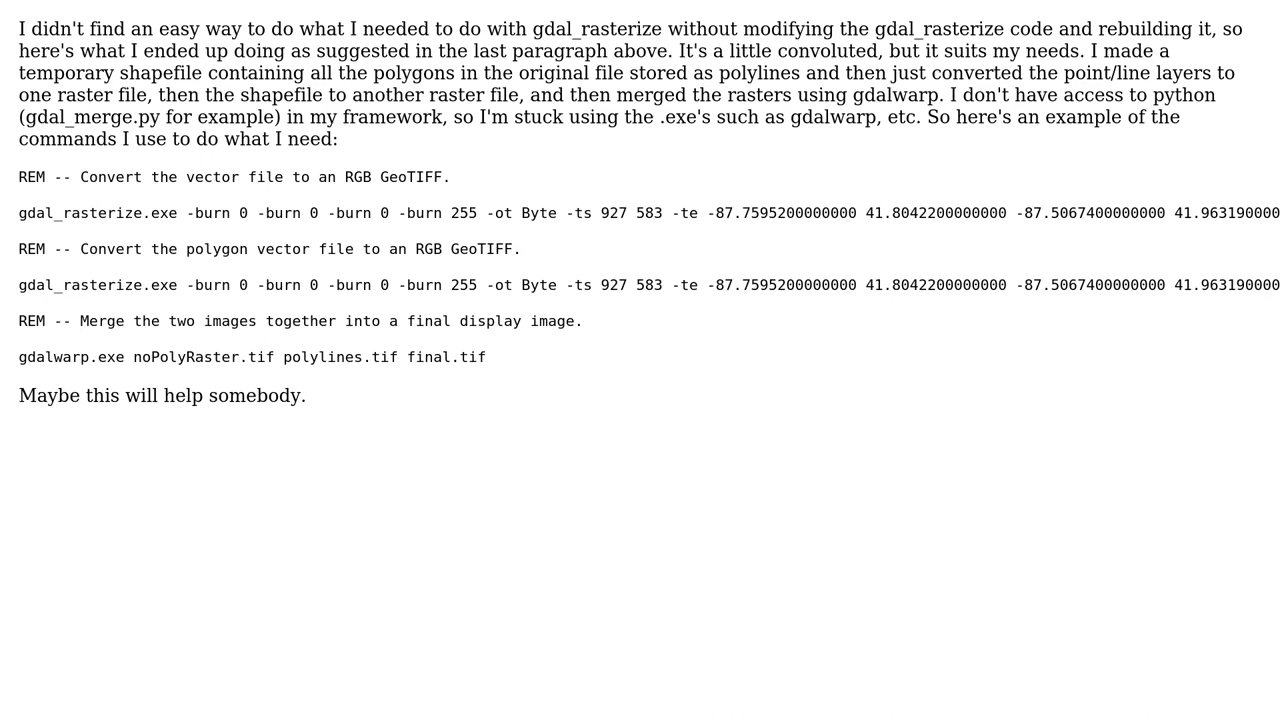 I didn't find an easy way to do what I needed to do with gdal_rasterize without modifying the gdal_rasterize code and rebuilding it, so
here's what I ended up doing as suggested in the last paragraph above. It's a little convoluted, but it suits my needs. I made a
temporary shapefile containing all the polygons in the original file stored as polylines and then just converted the point/line layers to
one raster file, then the shapefile to another raster file, and then merged the rasters using gdalwarp. I don't have access to python
(gdal_merge.py for example) in my framework, so I'm stuck using the .exe's such as gdalwarp, etc. So here's an example of the
commands I use to do what I need:
REM -- Convert the vector file to an RGB GeoTIFF.
gdal_rasterize.exe -burn 0 -burn 0 -burn 0 -burn 255 -ot Byte -ts 927 583 -te -87.7595200000000 41.8042200000000 -87.5067400000000 41.963190000
REM -- Convert the polygon vector file to an RGB GeoTIFF.
gdal_rasterize.exe -burn 0 -burn 0 -burn 0 -burn 255 -ot Byte -ts 927 583 -te -87.7595200000000 41.8042200000000 -87.5067400000000 41.963190000
REM -- Merge the two images together into a final display image.
gdalwarp.exe noPolyRaster.tif polylines.tif final.tif
Maybe this will help somebody.